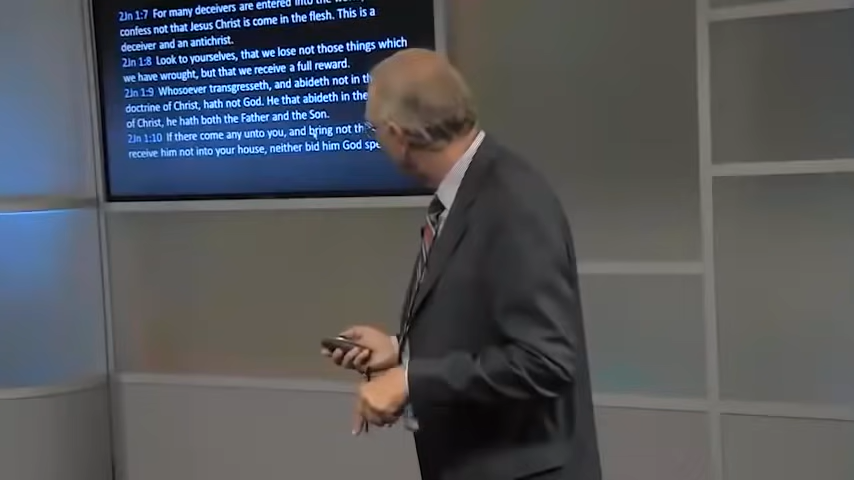 2Jn 1:7 For many deceivers are entered into the
confess not that Jesus Christ is come in the flesh. This is a
deceiver and an antichrist.
2Jn 1:8 Look to yourselves, that we lose not those things which
we have wrought, but that we receive a full reward.
2Jn 1:9 Whosoever transgresseth, and abideth not in
doctrine of Christ, hath not God. He that abideth in the
of Christ, he hath both the Father and the Son.
2Jn 1:10 If there come any unto you, and bring not
receive him not into your house, neither bid him God